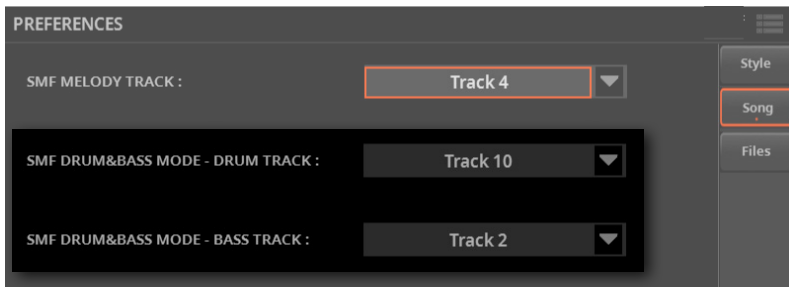 PREFERENCES
SMF MELODY TRACK :
Track 4
Style
Song
SMF DRUM&BASS MODE - DRUM TRACK :
Track 10
Files
SMF DRUM&BASS MODE - BASS TRACK :
Track 2